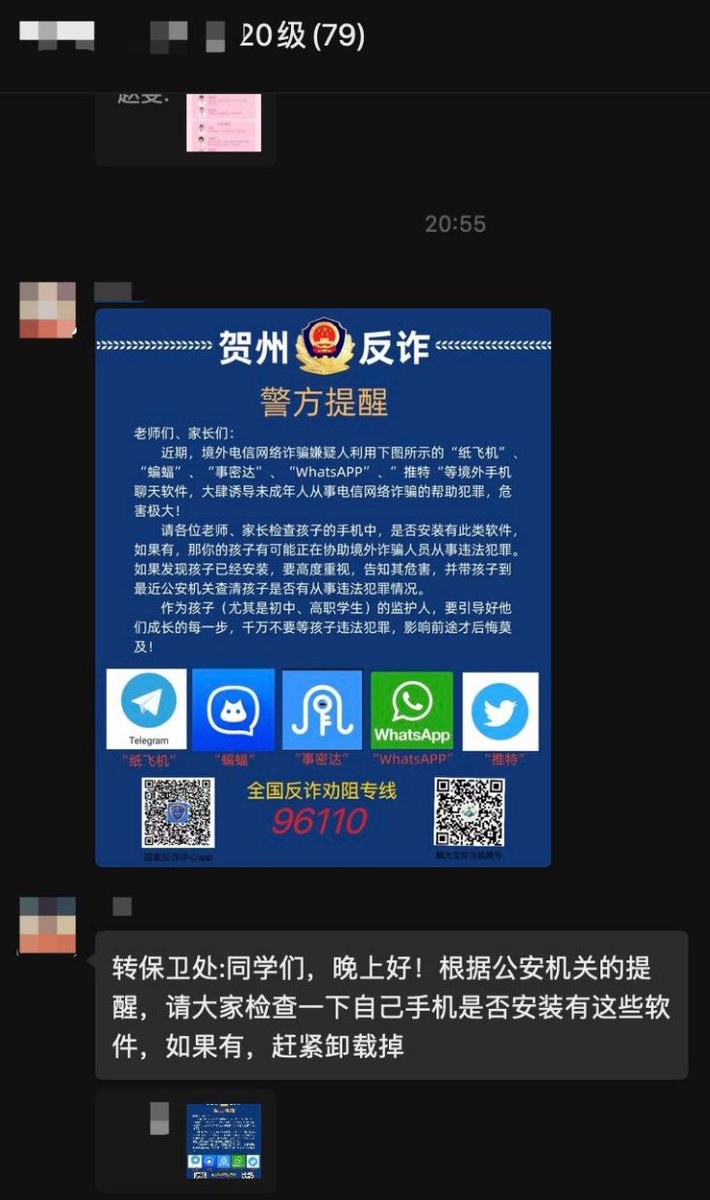 20级(79)
20:55
贺州 反诈
警方提醒
老师们、家长们：
近期，境外电信网络诈骗嫌疑人利用下图所示的“纸飞机”、
“蝙蝠”、“事密达”、“WhatsAPP”、”推特“等境外手机
聊天软件，大肆诱导未成年人从事电信网络诈骗的帮助犯罪，危
害极大！
请各位老师、家长检查孩子的手机中，是否安装有此类软件，
如果有，那你的孩子有可能正在协助境外诈骗人员从事违法犯罪。
如果发现孩子已经安装，要高度重视，告知其危害，并带孩子到
最近公安机关查清孩子是否有从事违法犯罪情况。
作为孩子（尤其是初中、高职学生）的监护人，要引导好他
们成长的每一步，千万不要等孩子违法犯罪，影响前途才后悔莫
及！
Telegram
WhatsApp
“纸飞机” “蝙蝠” “事密达” “WhatsAPP” “推特”
全国反诈劝阻专线
96110
国家反诈中心app
转保卫处:同学们，晚上好！根据公安机关的提
醒，请大家检查一下自己手机是否安装有这些软
件，如果有，赶紧卸载掉